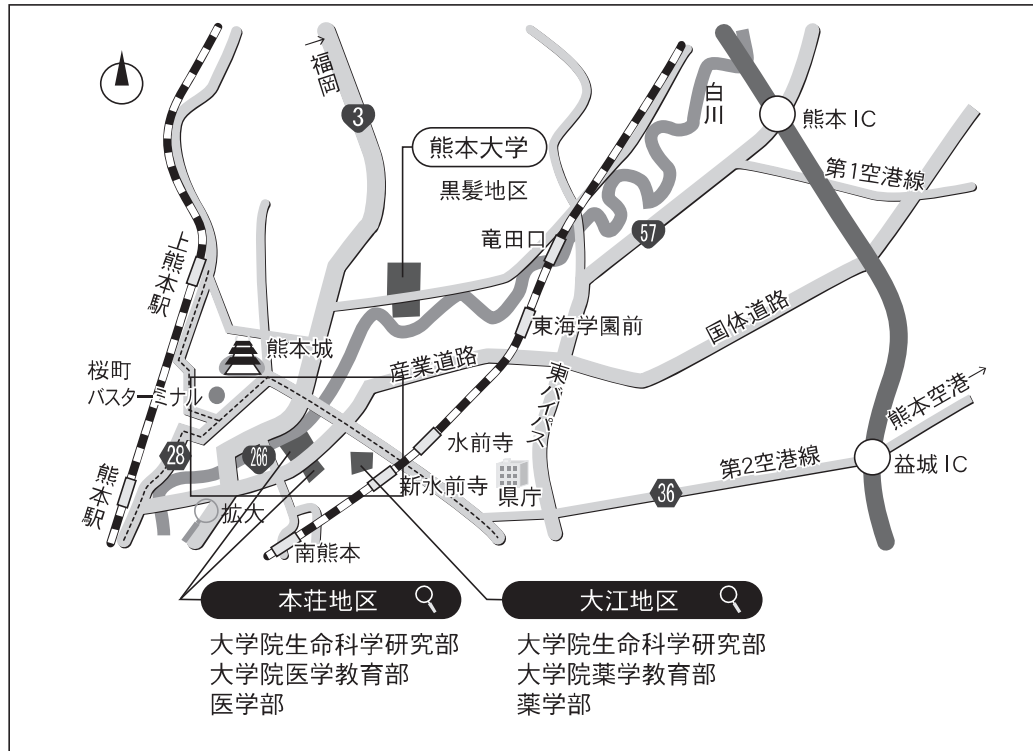 →福岡
3
白川
熊本IC
熊本大学
黒髪地区
第1空港線
竜田口
57
上熊本駅
東海学園前
国体道路
熊本城
産業道路
東バイパス
桜町
バスターミナル
熊本空港→
水前寺
28
266
第2空港線
益城IC
新水前寺
県庁
36
熊本駅
拡大
南熊本
本荘地区
大学院生命科学研究部
大学院医学教育部
医学部
大江地区
大学院生命科学研究部
大学院薬学教育部
薬学部